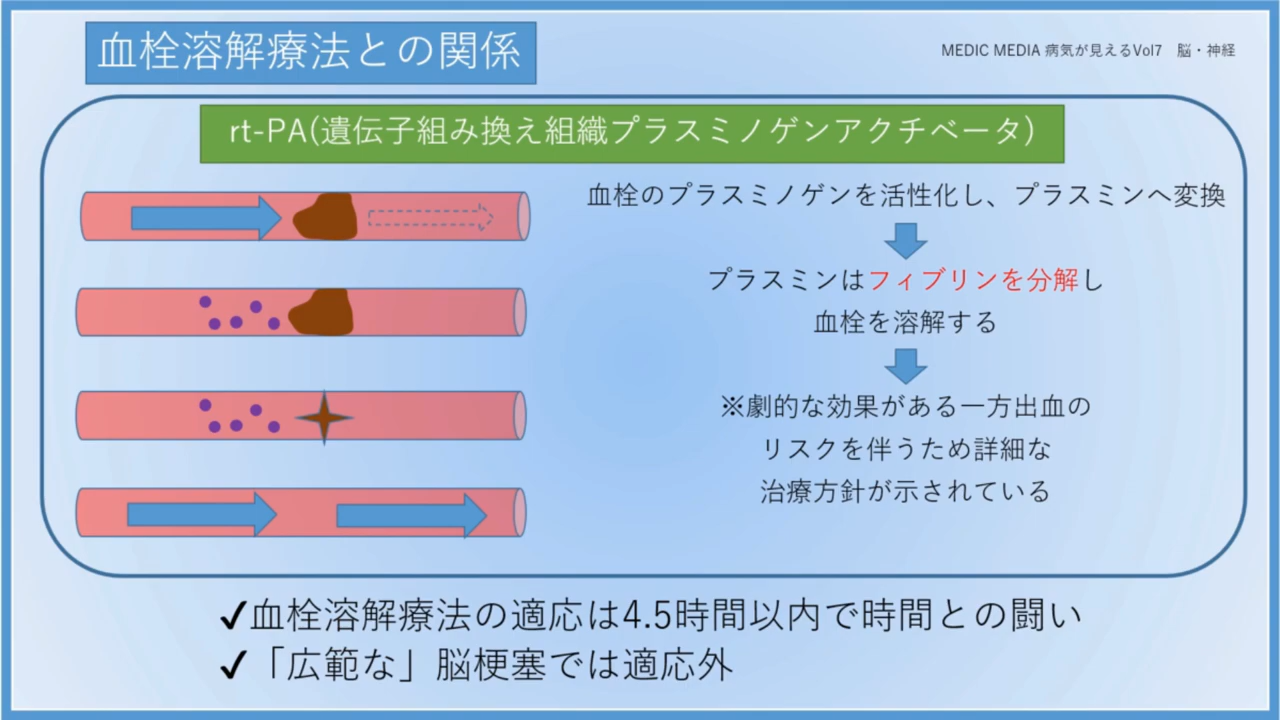 血栓溶解療法との関係
MEDIC MEDIA 病気が見えるVol7 脳・神経
rt-PA(遺伝子組み換え組織プラスミノゲンアクチベータ)
血栓のプラスミノゲンを活性化し、プラスミンへ変換
プラスミンはフィブリンを分解し
血栓を溶解する
※劇的な効果がある一方出血の
リスクを伴うため詳細な
治療方針が示されている
✓血栓溶解療法の適応は4.5時間以内で時間との闘い
✓「広範な」脳梗塞では適応外